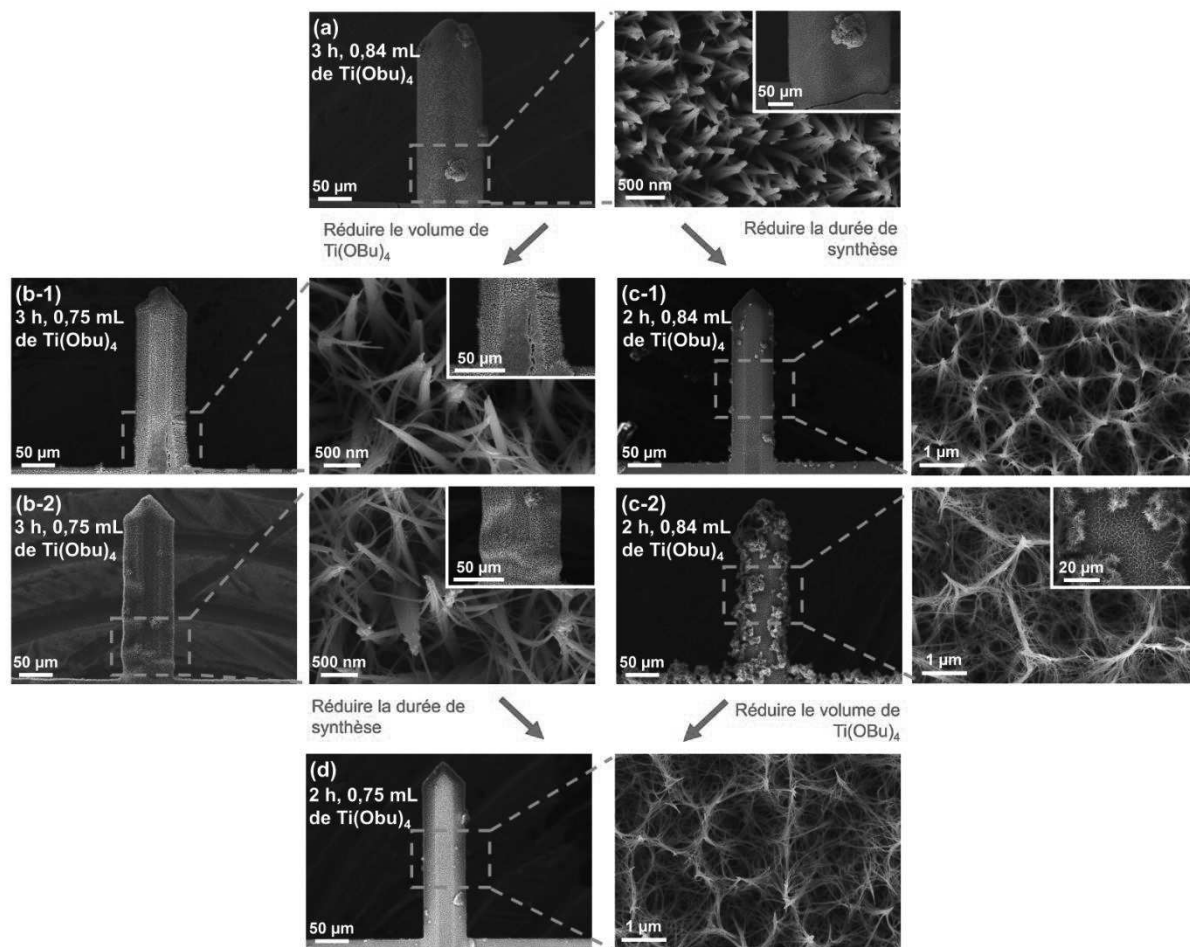 (a)
3 h, 0,84 mL
de Ti(Obu)₄
50 µm
500 nm
50 µm
Réduire le volume de
Ti(OBu)₄
Réduire la durée de
synthèse
(b-1)
3 h, 0,75 mL
de Ti(Obu)₄
50 µm
500 nm
50 µm
(c-1)
2 h, 0,84 mL
de Ti(Obu)₄
50 µm
1 µm
(b-2)
3 h, 0,75 mL
de Ti(Obu)₄
50 µm
500 nm
50 µm
(c-2)
2 h, 0,84 mL
de Ti(Obu)₄
50 µm
1 µm
20 µm
Réduire la durée de
synthèse
Réduire le volume de
Ti(OBu)₄
(d)
2 h, 0,75 mL
de Ti(Obu)₄
50 µm
1 µm